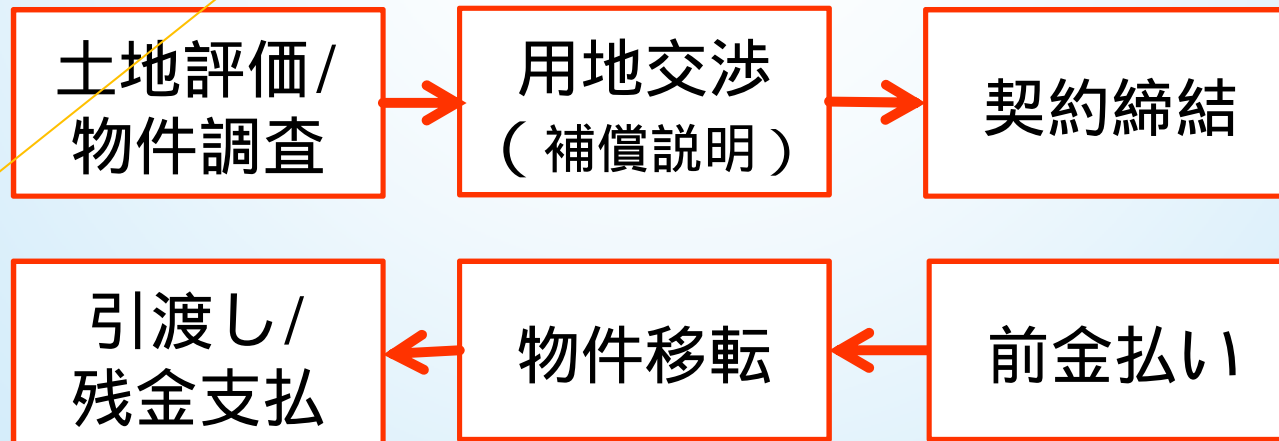 土地評価/
物件調査
用地交渉
(補償説明)
契約締結
前金払い
物件移転
引渡し/
残金支払